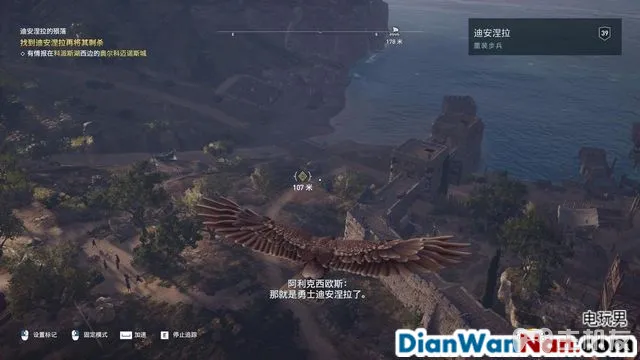 迪安涅拉的猥落
找到迪安涅拉再将其刺杀
有情报在科派斯湖西边的奥尔科迈诺斯城
178 米
迪安涅拉
重装步兵
39
107 米
阿利克西欧斯：
那就是勇士迪安涅拉了。
设置标记
固定模式
加速
E 停止追踪
电玩男
DianWanNan.com